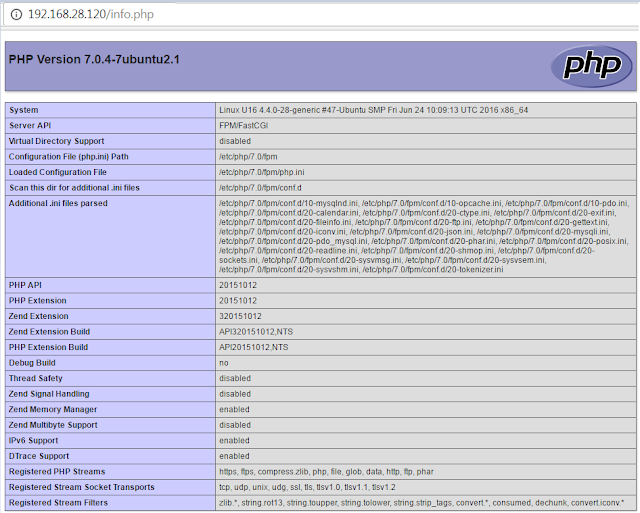 192.168.28.120/info.php
PHP Version 7.0.4-7ubuntu2.1
php
System Linux U16 4.4.0-28-generic #47-Ubuntu SMP Fri Jun 24 10:09:13 UTC 2016 x86_64
Server API FPM/FastCGI
Virtual Directory Support disabled
Configuration File (php.ini) Path /etc/php/7.0/fpm
Loaded Configuration File /etc/php/7.0/fpm/php.ini
Scan this dir for additional .ini files /etc/php/7.0/fpm/conf.d
Additional .ini files parsed /etc/php/7.0/fpm/conf.d/10-mysqlnd.ini, /etc/php/7.0/fpm/conf.d/10-opcache.ini, /etc/php/7.0/fpm/conf.d/10-pdo.ini,
/etc/php/7.0/fpm/conf.d/20-calendar.ini, /etc/php/7.0/fpm/conf.d/20-ctype.ini, /etc/php/7.0/fpm/conf.d/20-exif.ini,
/etc/php/7.0/fpm/conf.d/20-fileinfo.ini, /etc/php/7.0/fpm/conf.d/20-ftp.ini, /etc/php/7.0/fpm/conf.d/20-gettext.ini,
/etc/php/7.0/fpm/conf.d/20-iconv.ini, /etc/php/7.0/fpm/conf.d/20-json.ini, /etc/php/7.0/fpm/conf.d/20-mysqli.ini,
/etc/php/7.0/fpm/conf.d/20-pdo_mysql.ini, /etc/php/7.0/fpm/conf.d/20-phar.ini, /etc/php/7.0/fpm/conf.d/20-posix.ini,
/etc/php/7.0/fpm/conf.d/20-readline.ini, /etc/php/7.0/fpm/conf.d/20-shmop.ini, /etc/php/7.0/fpm/conf.d/20-
sockets.ini, /etc/php/7.0/fpm/conf.d/20-sysvmsg.ini, /etc/php/7.0/fpm/conf.d/20-sysvsem.ini,
/etc/php/7.0/fpm/conf.d/20-sysvshm.ini, /etc/php/7.0/fpm/conf.d/20-tokenizer.ini
PHP API 20151012
PHP Extension 20151012
Zend Extension 320151012
Zend Extension Build API320151012,NTS
PHP Extension Build API20151012,NTS
Debug Build no
Thread Safety disabled
Zend Signal Handling disabled
Zend Memory Manager enabled
Zend Multibyte Support disabled
IPv6 Support enabled
DTrace Support enabled
Registered PHP Streams https, ftps, compress.zlib, php, file, glob, data, http, ftp, phar
Registered Stream Socket Transports tcp, udp, unix, udg, ssl, tls, tlsv1.0, tlsv1.1, tlsv1.2
Registered Stream Filters zlib.*, string.rot13, string.toupper, string.tolower, string.strip_tags, convert.*, consumed, dechunk, convert.iconv.*